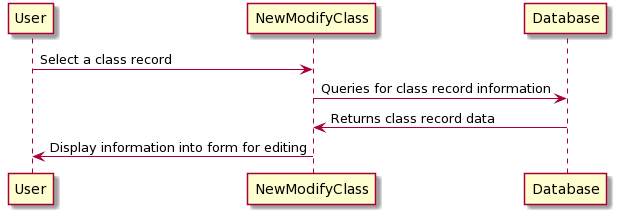 User NewModifyClass Database
Select a class record
Queries for class record information
Returns class record data
Display information into form for editing
User NewModifyClass Database